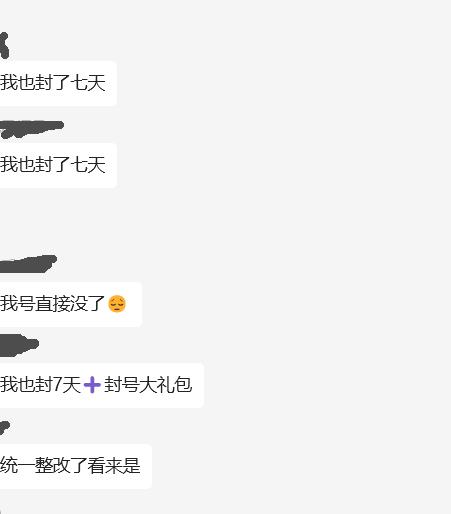 我也封了七天
我也封了七天
我号直接没了😔
我也封7天➕封号大礼包
统一整改了看来是